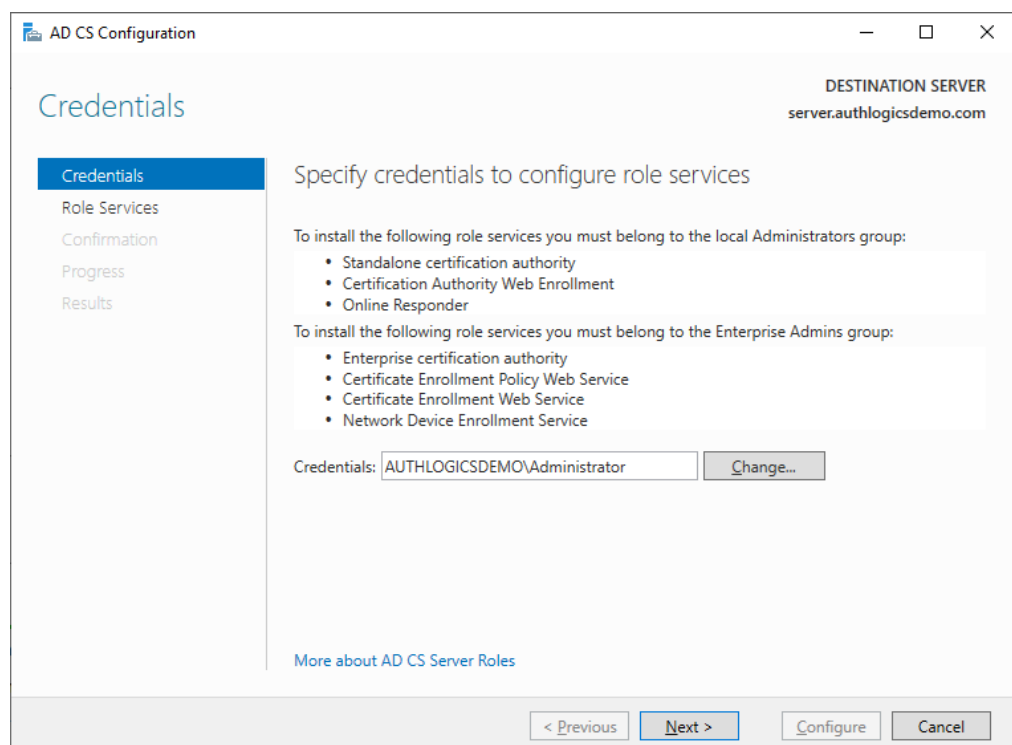 AD CS Configuration
Credentials
DESTINATION SERVER
server.authlogicsdemo.com
Credentials
Role Services
Confirmation
Progress
Results
Specify credentials to configure role services
To install the following role services you must belong to the local Administrators group:
• Standalone certification authority
• Certification Authority Web Enrollment
• Online Responder
To install the following role services you must belong to the Enterprise Admins group:
• Enterprise certification authority
• Certificate Enrollment Policy Web Service
• Certificate Enrollment Web Service
• Network Device Enrollment Service
Credentials: AUTHLOGICSDEMO\Administrator Change...
More about AD CS Server Roles
< Previous Next > Configure Cancel